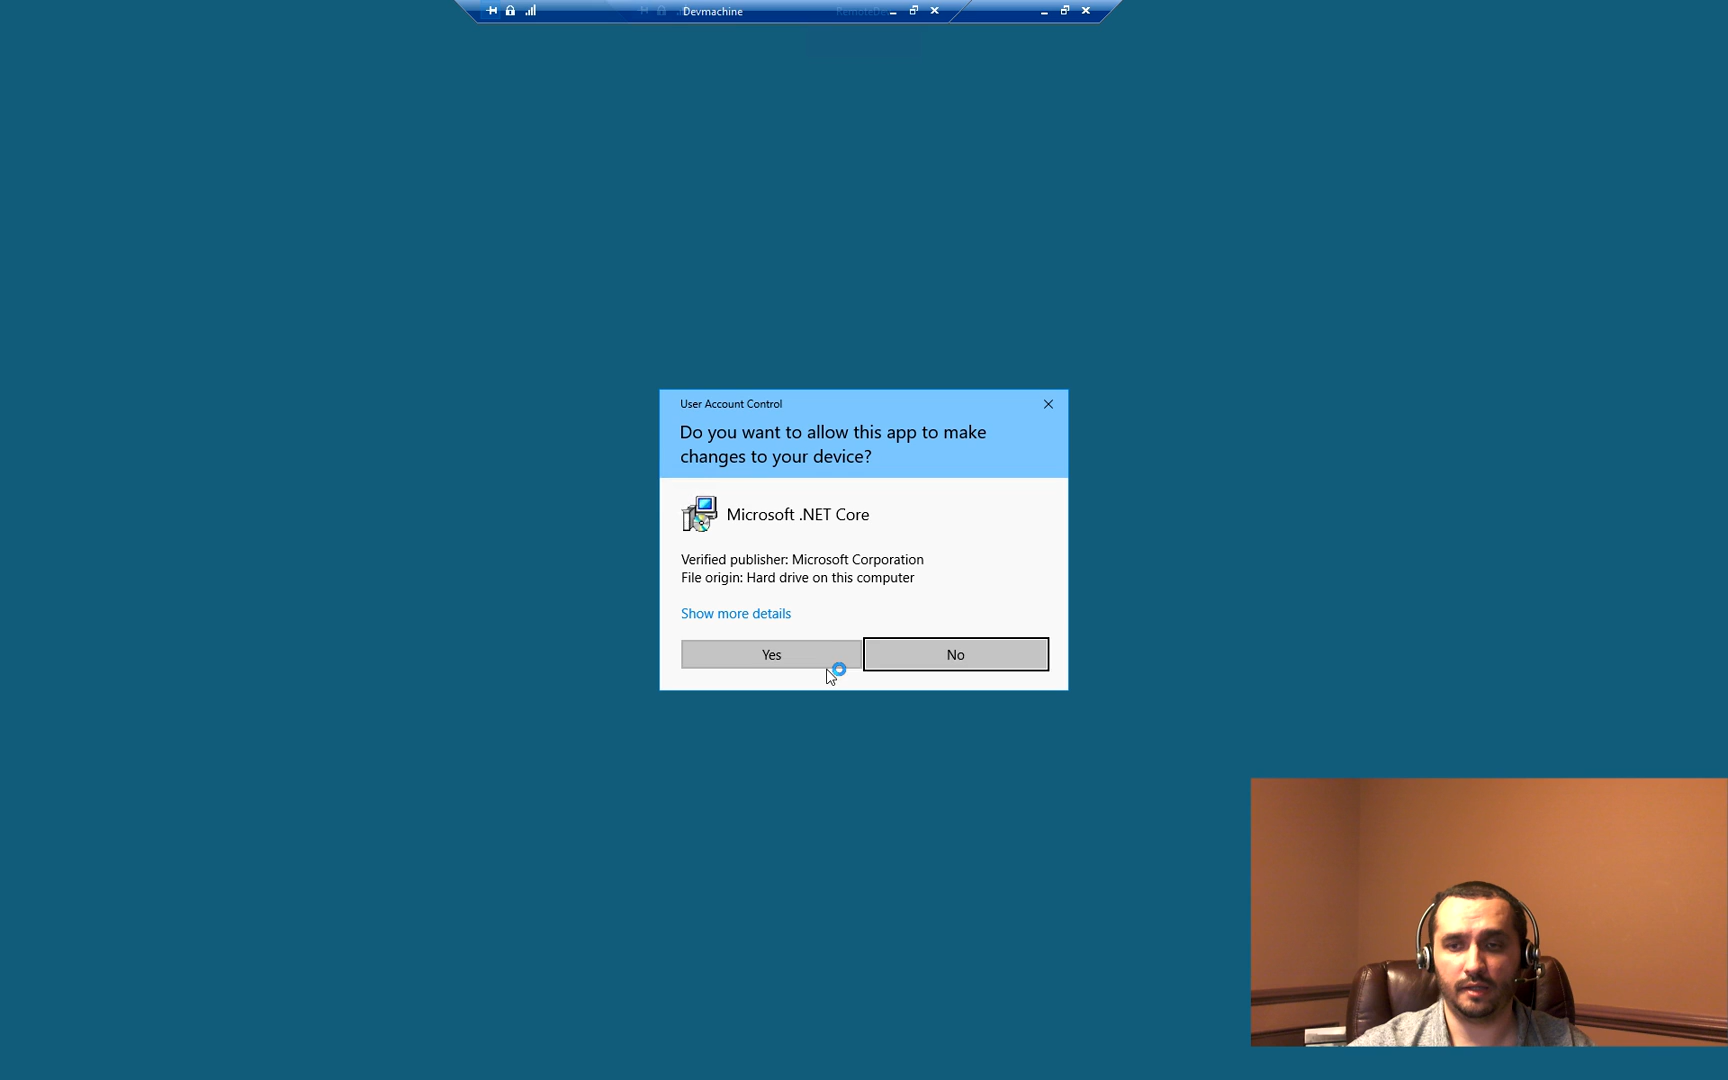 Devmachine
User Account Control
Do you want to allow this app to make
changes to your device?
Microsoft .NET Core
Verified publisher: Microsoft Corporation
File origin: Hard drive on this computer
Show more details
Yes
No